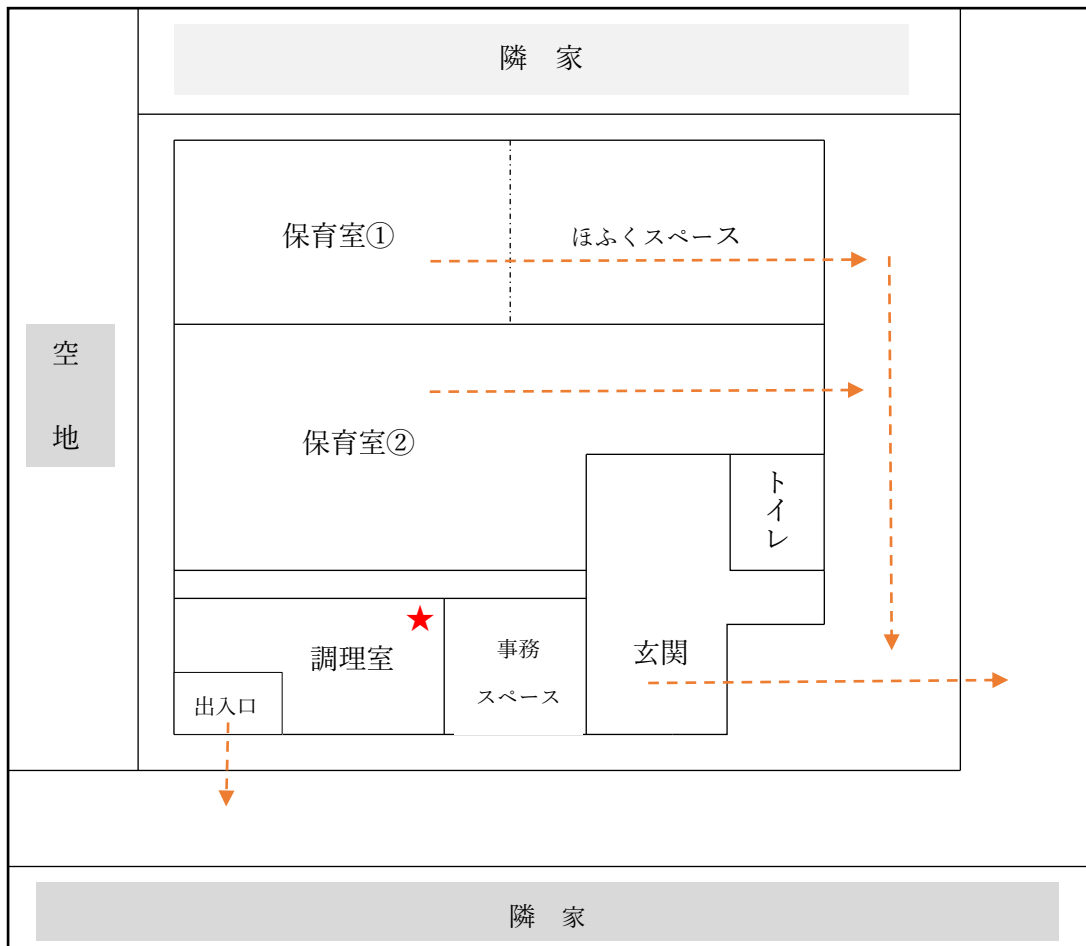 隣　家
保育室①
ほふくスペース
空
地
保育室②
トイレ
調理室
事務
スペース
玄関
出入口
隣　家